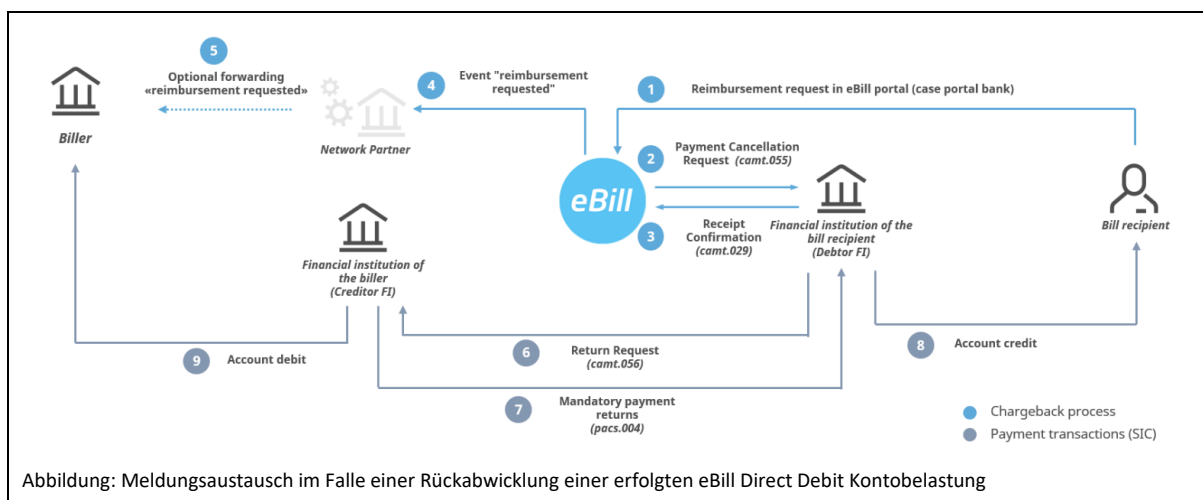 5
Optional forwarding
«reimbursement requested»
Biller
Network Partner
4
Event "reimbursement
requested"
1
Reimbursement request in eBill portal (case portal bank)
eBill
2
Payment Cancellation
Request (camt.055)
3
Receipt
Confirmation
(camt.029)
Financial institution of the
bill recipient
(Debtor FI)
Bill recipient
Financial institution of
the biller
(Creditor FI)
9
Account debit
6
Return Request
(camt.056)
8
Account credit
7
Mandatory payment
returns
(pacs.004)
Chargeback process
Payment transactions (SIC)
Abbildung: Meldungsaustausch im Falle einer Rückabwicklung einer erfolgten eBill Direct Debit Kontobelastung